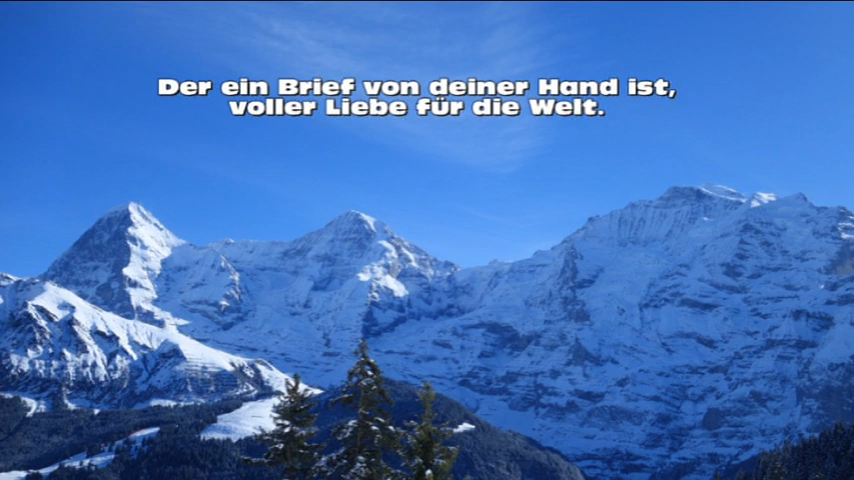 Der ein Brief von deiner Hand ist,
voller Liebe für die Welt.